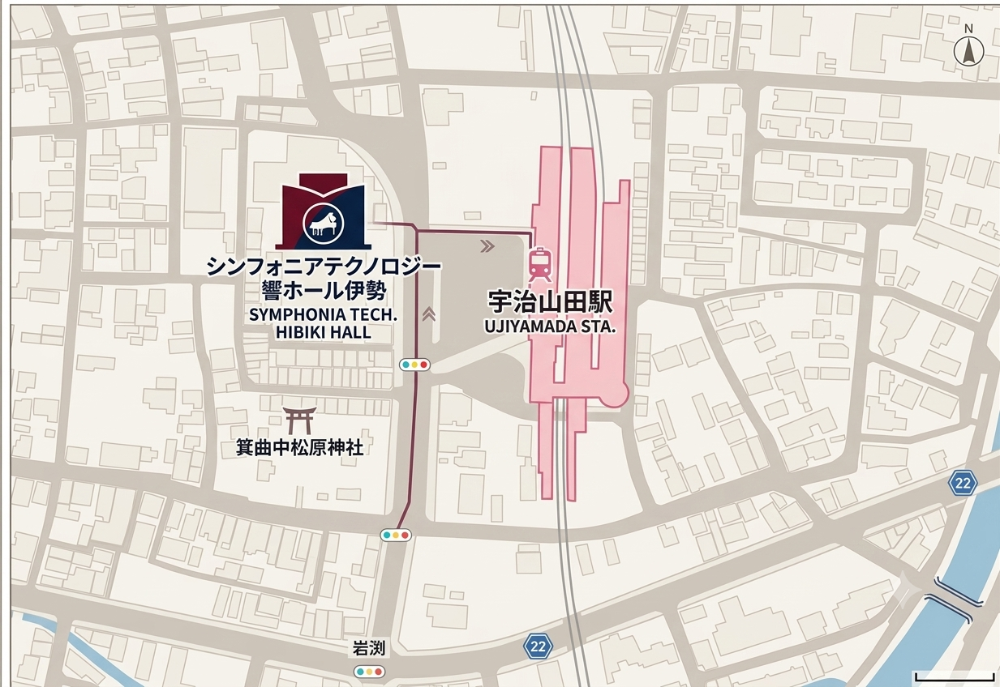 N
シンフォニアテクノロジー
響ホール伊勢
SYMPHONIA TECH.
HIBIKI HALL
宇治山田駅
UJIYAMADA STA.
箕曲中松原神社
22
22
岩渕